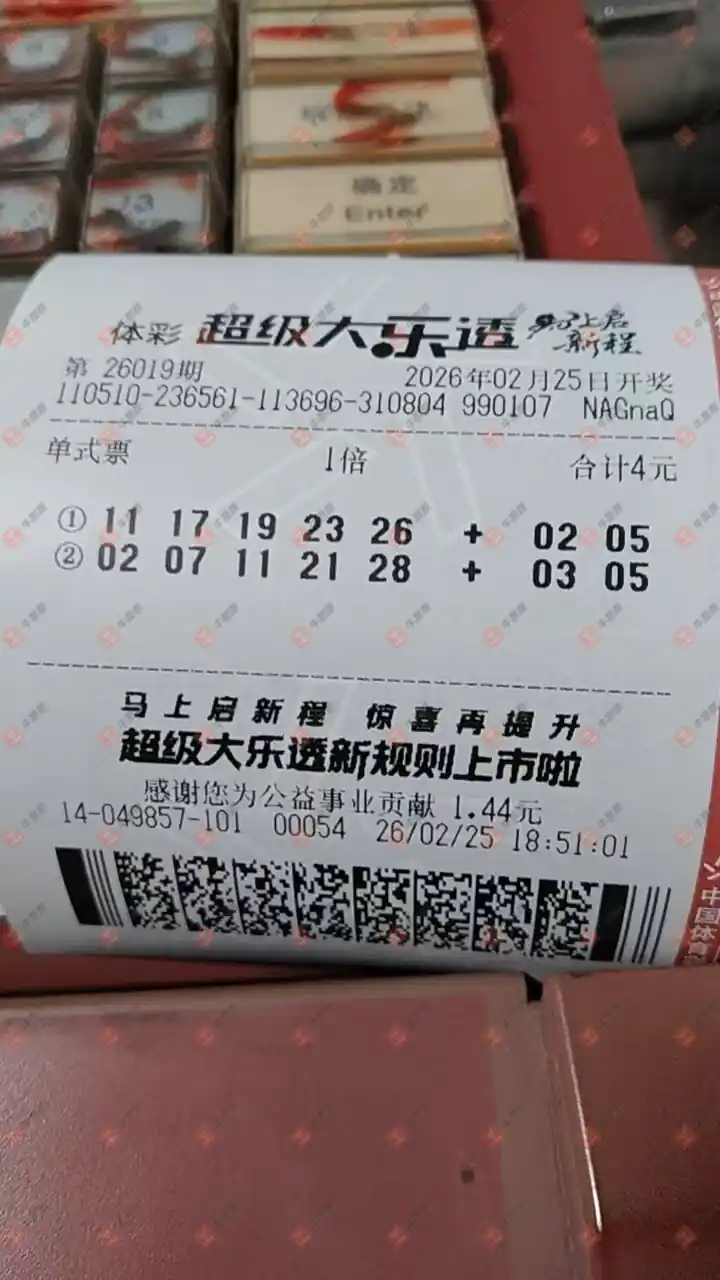 确定
Enter
体彩 超级大乐透 马上启新程
第 26019期 2026年02月25日开奖
110510-236561-113696-310804 990107 NAGnaQ
单式票 1倍 合计4元
① 11 17 19 23 26 + 02 05
② 02 07 11 21 28 + 03 05
马上启新程 惊喜再提升
超级大乐透新规则上市啦
感谢您为公益事业贡献 1.44元
14-049857-101 00054 26/02/25 18:51:01
中国体育